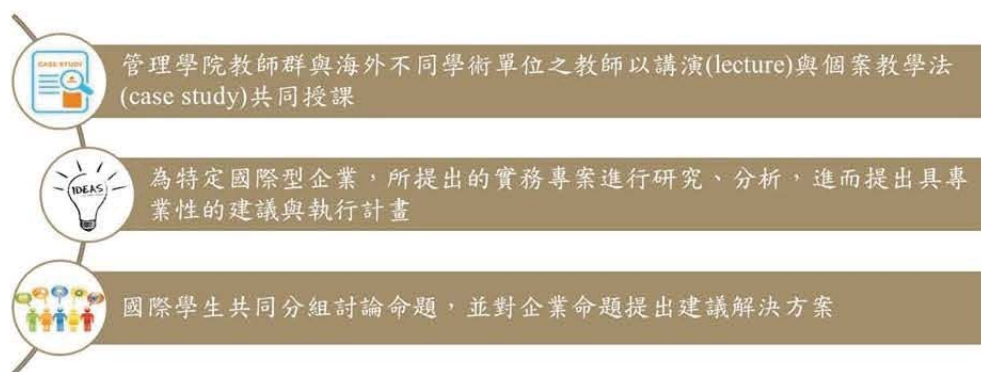 CASE STUDY
管理學院教師群與海外不同學術單位之教師以講演(lecture)與個案教學法
(case study)共同授課
IDEAS
為特定國際型企業，所提出的實務專案進行研究、分析，進而提出具專
業性的建議與執行計畫
國際學生共同分組討論命題，並對企業命題提出建議解決方案